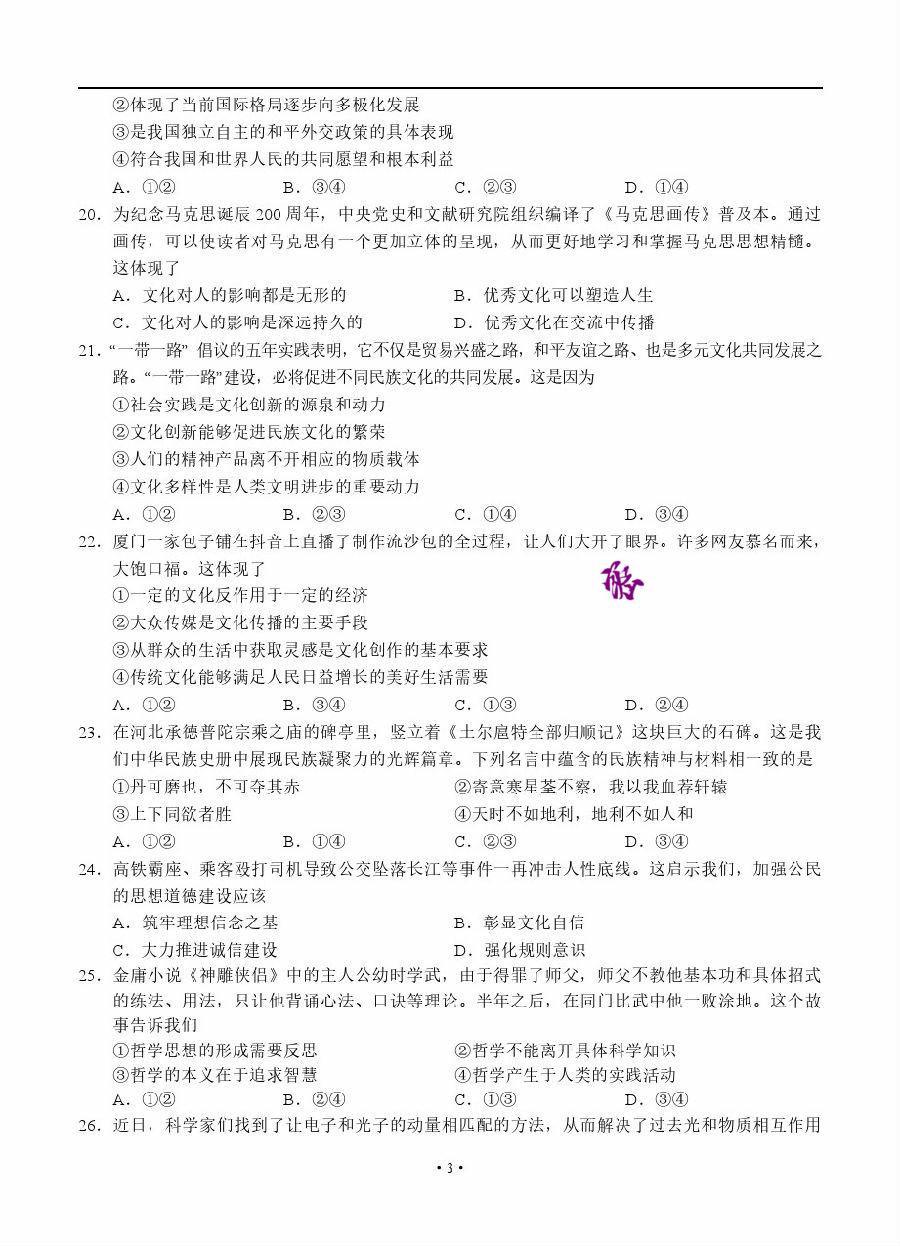 ②体现了当前国际格局逐步向多极化发展
③是我国独立自主的和平外交政策的具体表现
④符合我国和世界人民的共同愿望和根本利益
A．①② B．③④ C．②③ D．①④
20．为纪念马克思诞辰 200 周年，中央党史和文献研究院组织编译了《马克思画传》普及本。通过
画传，可以使读者对马克思有一个更加立体的呈现，从而更好地学习和掌握马克思思想精髓。
这体现了
A．文化对人的影响都是无形的 B．优秀文化可以塑造人生
C．文化对人的影响是深远持久的 D．优秀文化在交流中传播
21．“一带一路” 倡议的五年实践表明，它不仅是贸易兴盛之路，和平友谊之路、也是多元文化共同发展之
路。“一带一路”建设，必将促进不同民族文化的共同发展。这是因为
①社会实践是文化创新的源泉和动力
②文化创新能够促进民族文化的繁荣
③人们的精神产品离不开相应的物质载体
④文化多样性是人类文明进步的重要动力
A．①② B．②③ C．①④ D．③④
22．厦门一家包子铺在抖音上直播了制作流沙包的全过程，让人们大开了眼界。许多网友慕名而来，
大饱口福。这体现了
①一定的文化反作用于一定的经济
②大众传媒是文化传播的主要手段
③从群众的生活中获取灵感是文化创作的基本要求
④传统文化能够满足人民日益增长的美好生活需要
A．①② B．③④ C．①③ D．②④
23．在河北承德普陀宗乘之庙的碑亭里，竖立着《土尔扈特全部归顺记》这块巨大的石碑。这是我
们中华民族史册中展现民族凝聚力的光辉篇章。下列名言中蕴含的民族精神与材料相一致的是
①丹可磨也，不可夺其赤 ②寄意寒星荃不察，我以我血荐轩辕
③上下同欲者胜 ④天时不如地利，地利不如人和
A．①② B．①④ C．②③ D．③④
24．高铁霸座、乘客殴打司机导致公交坠落长江等事件一再冲击人性底线。这启示我们，加强公民
的思想道德建设应该
A．筑牢理想信念之基 B．彰显文化自信
C．大力推进诚信建设 D．强化规则意识
25．金庸小说《神雕侠侣》中的主人公幼时学武，由于得罪了师父，师父不教他基本功和具体招式
的练法、用法，只让他背诵心法、口诀等理论。半年之后，在同门比武中他一败涂地。这个故
事告诉我们
①哲学思想的形成需要反思 ②哲学不能离开具体科学知识
③哲学的本义在于追求智慧 ④哲学产生于人类的实践活动
A．①② B．②④ C．①③ D．③④
26．近日，科学家们找到了让电子和光子的动量相匹配的方法，从而解决了过去光和物质相互作用
·3·